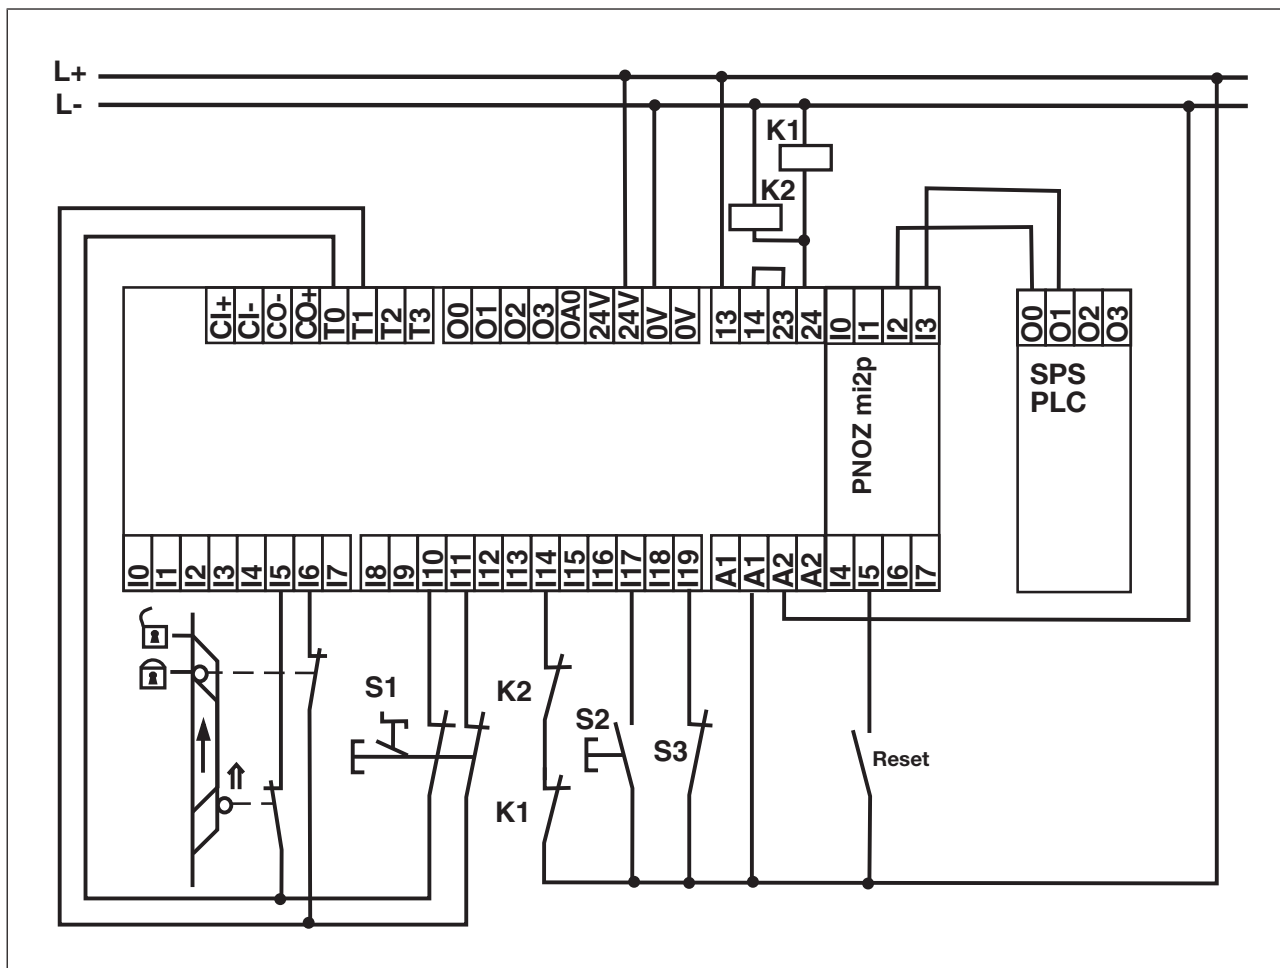 L+
L-
K1
K2
CI+ CI- CO- CO+ T0 T1 T2 T3 O0 O1 O2 O3 OA0 24V 24V 0V 0V 13 14 23 24 I0 I1 I2 I3
O0 O1 O2 O3
SPS
PLC
PNOZ mi2p
I0 I1 I2 I3 I4 I5 I6 I7 I8 I9 I10 I11 I12 I13 I14 I15 I16 I17 I18 I19 A1 A1 A2 A2 I4 I5 I6 I7
S1
K2
S2
S3
Reset
K1